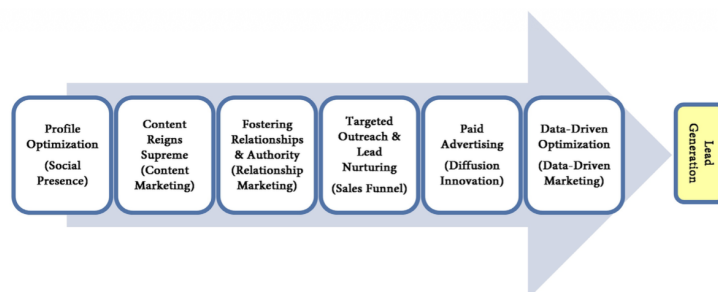 Profile
Optimization
(Social
Presence)
Content
Reigns
Supreme
(Content
Marketing)
Fostering
Relationships
& Authority
(Relationship
Marketing)
Targeted
Outreach &
Lead
Nurturing
(Sales Funnel)
Paid
Advertising
(Diffusion
Innovation)
Data-Driven
Optimization
(Data-Driven
Marketing)
Lead
Generation